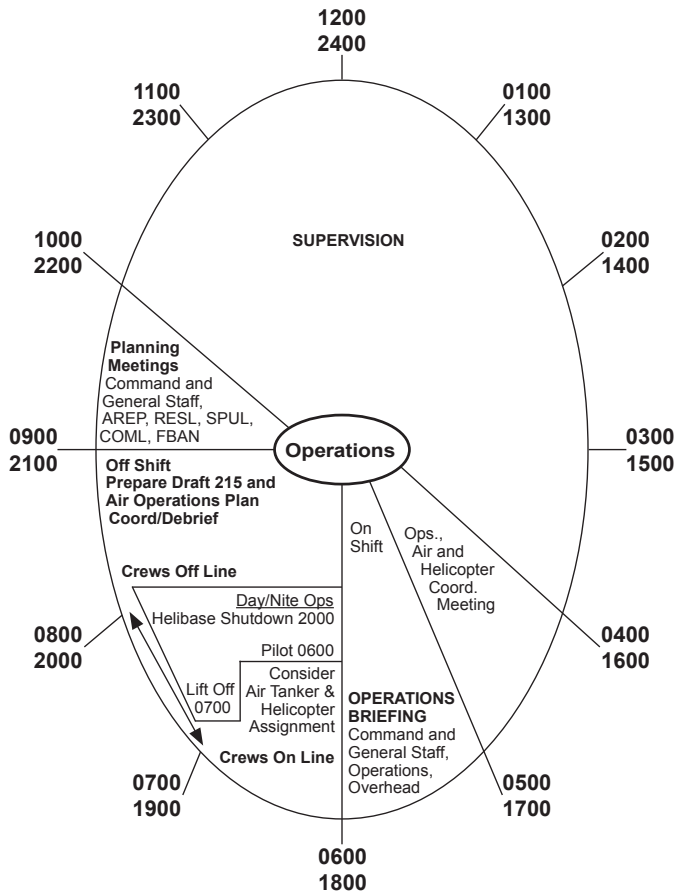 1200
2400
1100
2300
0100
1300
1000
2200
SUPERVISION
0200
1400
Planning
Meetings
Command and
General Staff,
AREP, RESL, SPUL,
COML, FBAN
0900
2100
Operations
0300
1500
Off Shift
Prepare Draft 215 and
Air Operations Plan
Coord/Debrief
On
Shift
Ops.,
Air and
Helicopter
Coord.
Meeting
Crews Off Line
Day/Nite Ops
Helibase Shutdown 2000
0800
2000
0400
1600
Pilot 0600
Lift Off
0700
Consider
Air Tanker &
Helicopter
Assignment
OPERATIONS
BRIEFING
Command and
General Staff,
Operations,
Overhead
Crews On Line
0700
1900
0500
1700
0600
1800